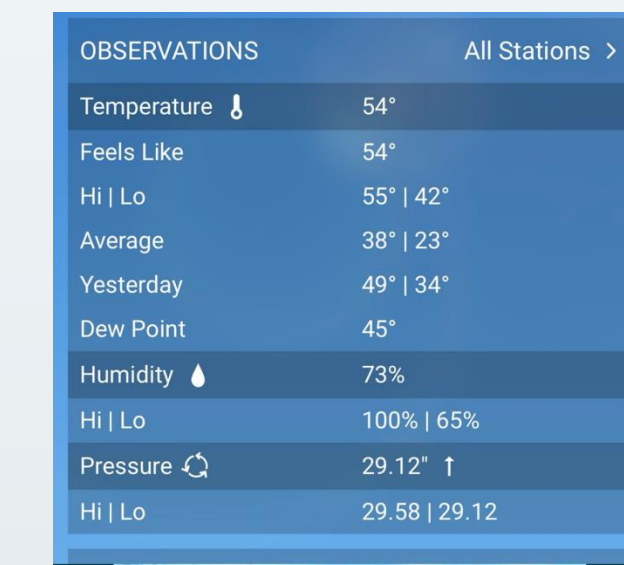 OBSERVATIONS All Stations >
Temperature 54°
Feels Like 54°
Hi | Lo 55° | 42°
Average 38° | 23°
Yesterday 49° | 34°
Dew Point 45°
Humidity 73%
Hi | Lo 100% | 65%
Pressure 29.12" ↑
Hi | Lo 29.58 | 29.12